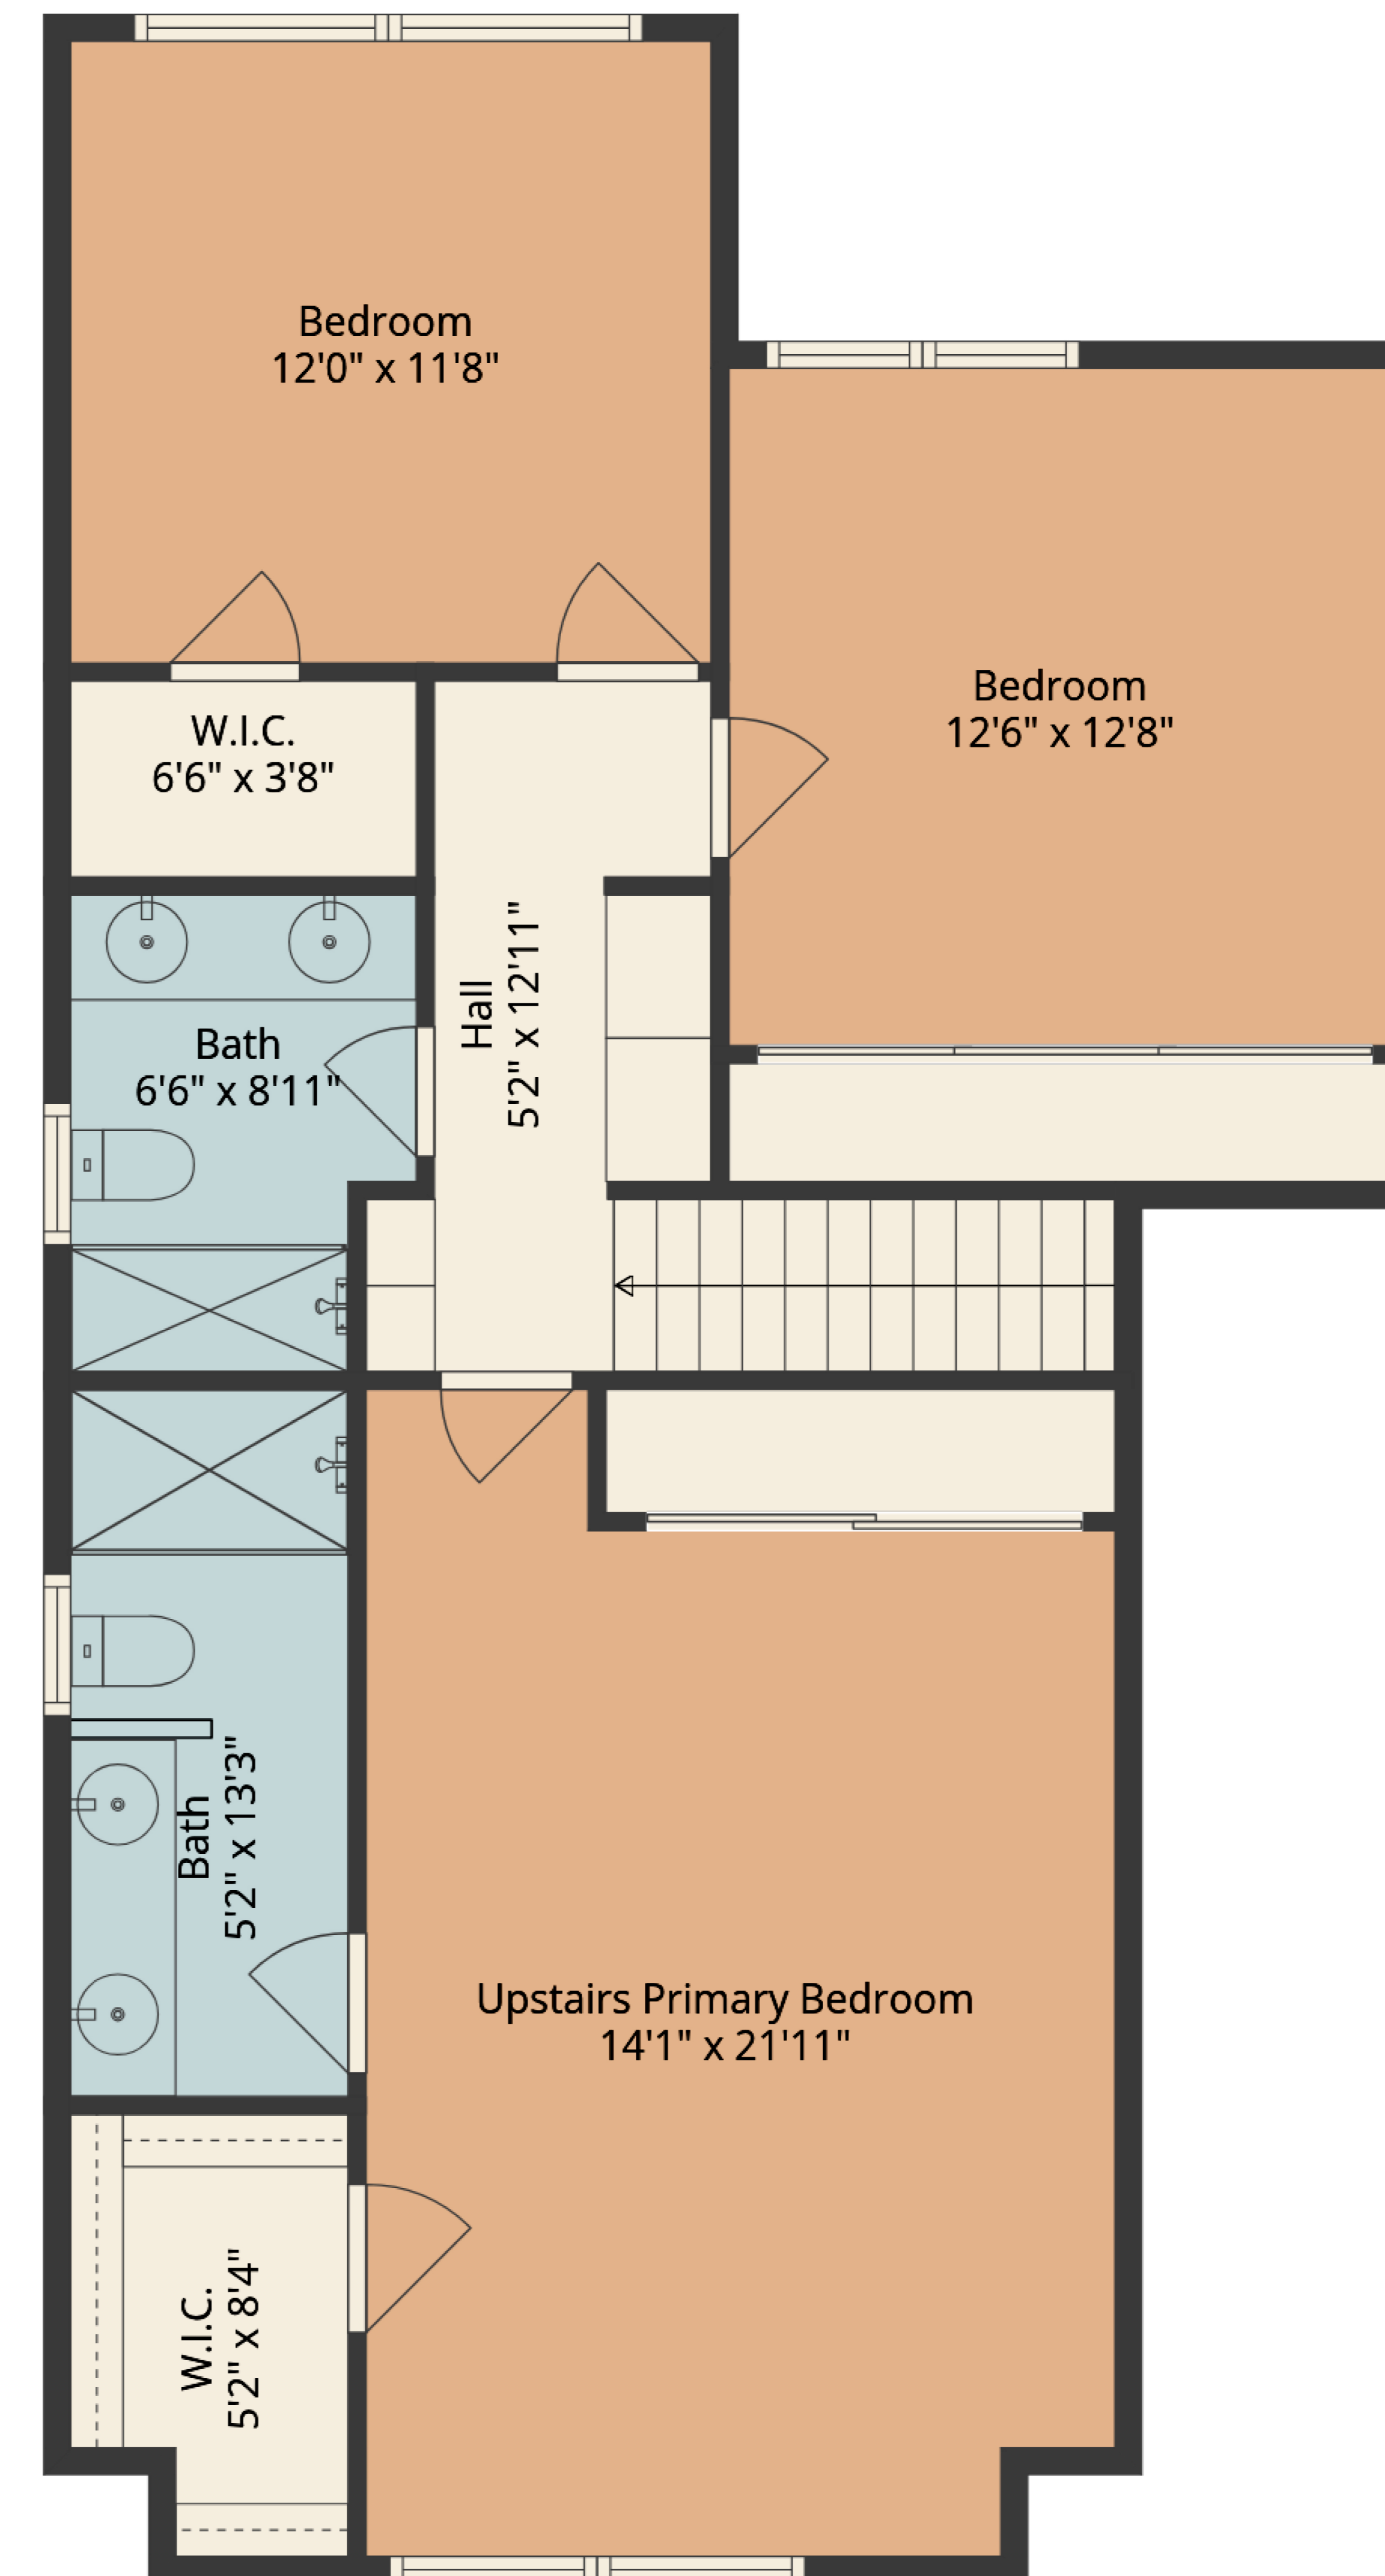 Bedroom
12'0" x 11'8"
Bedroom
12'6" x 12'8"
W.I.C.
6'6" x 3'8"
Hall
5'2" x 12'11"
Bath
6'6" x 8'11"
Bath
5'2" x 13'3"
Upstairs Primary Bedroom
14'1" x 21'11"
W.I.C.
5'2" x 8'4"